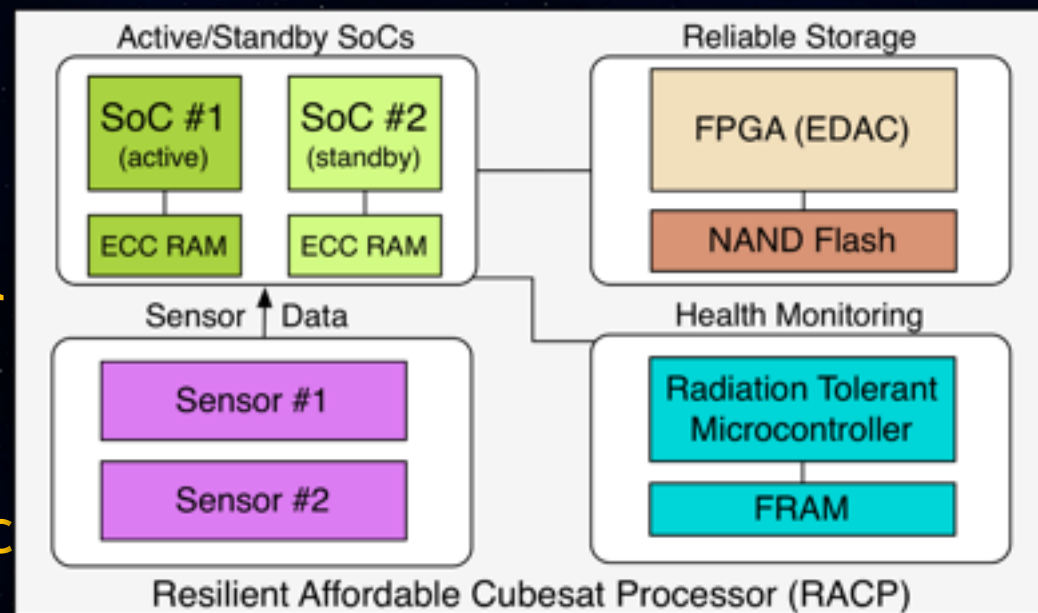 Active/Standby SoCs
SoC #1
(active)
SoC #2
(standby)
ECC RAM
ECC RAM
Reliable Storage
FPGA (EDAC)
NAND Flash
Sensor Data
Sensor #1
Sensor #2
Health Monitoring
Radiation Tolerant
Microcontroller
FRAM
Resilient Affordable Cubesat Processor (RACP)